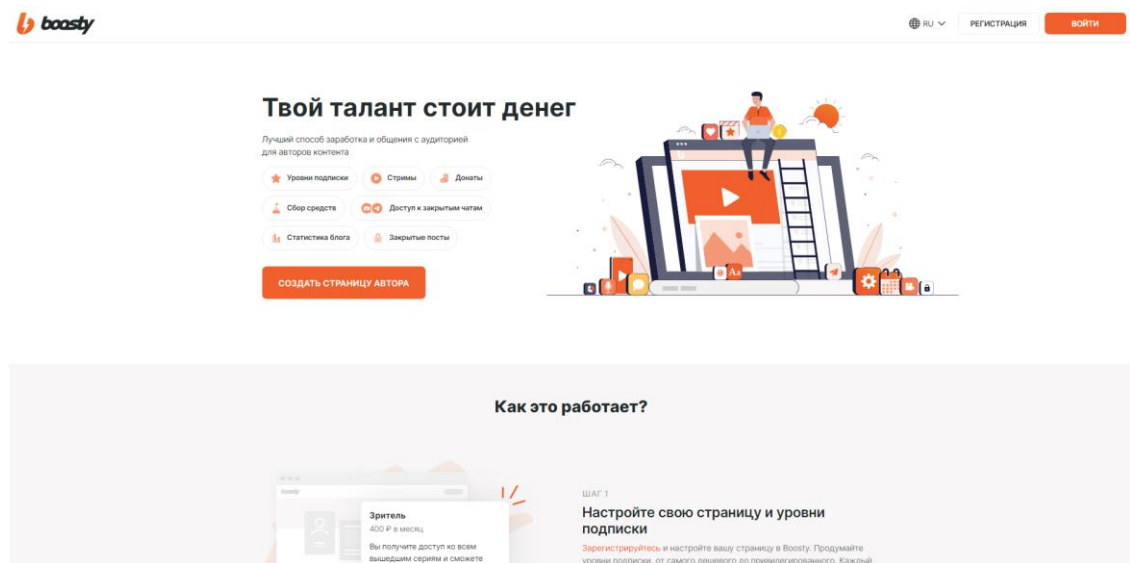 boosty
RU
РЕГИСТРАЦИЯ
ВОЙТИ
Твой талант стоит денег
Лучший способ заработка и общения с аудиторией
для авторов контента
Уровни подписки
Стримы
Донаты
Сбор средств
Доступ к закрытым чатам
Статистика блога
Закрытые посты
СОЗДАТЬ СТРАНИЦУ АВТОРА
Aa
Как это работает?
boosty
Зритель
400 ₽ в месяц
Вы получите доступ ко всем
вышедшим сериям и сможете
ШАГ 1
Настройте свою страницу и уровни
подписки
Зарегистрируйтесь и настройте вашу страницу в Boosty. Продумайте
уровни подписки, от самого дешевого до привилегированного. Каждый